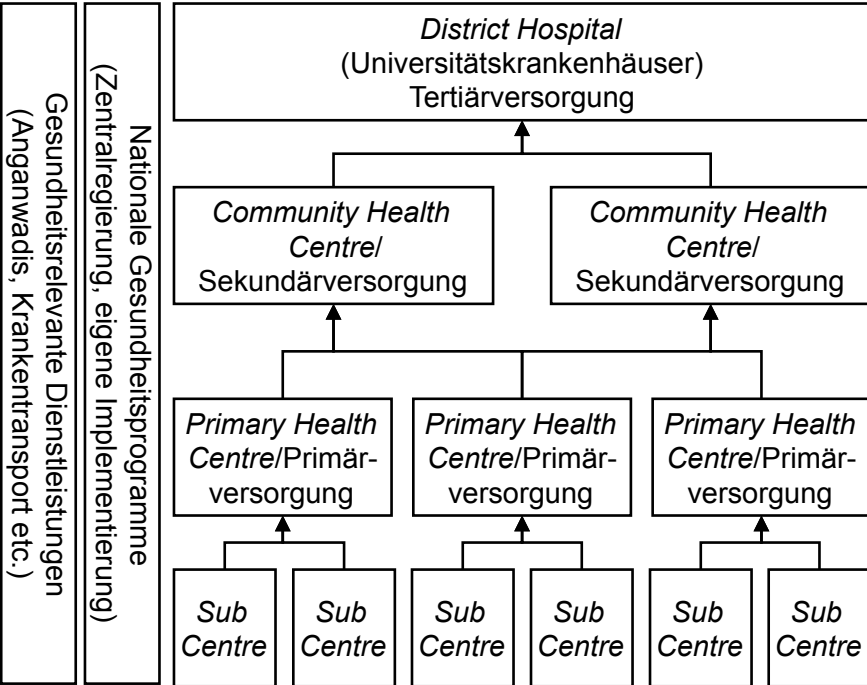 Gesundheitsrelevante Dienstleistungen
(Anganwadis, Krankentransport etc.)
Nationale Gesundheitsprogramme
(Zentralregierung, eigene Implementierung)
District Hospital
(Universitätskrankenhäuser)
Tertiärversorgung
Community Health
Centre/
Sekundärversorgung
Community Health
Centre/
Sekundärversorgung
Primary Health
Centre/Primär-
versorgung
Primary Health
Centre/Primär-
versorgung
Primary Health
Centre/Primär-
versorgung
Sub
Centre
Sub
Centre
Sub
Centre
Sub
Centre
Sub
Centre
Sub
Centre